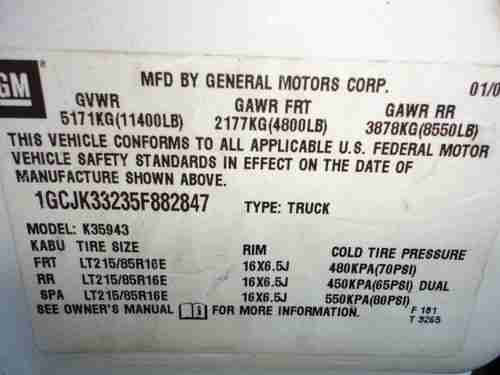 GM
MFD BY GENERAL MOTORS CORP. 01/0
GVWR GAWR FRT GAWR RR
5171KG(11400LB) 2177KG(4800LB) 3878KG(8550LB)
THIS VEHICLE CONFORMS TO ALL APPLICABLE U.S. FEDERAL MOTOR
VEHICLE SAFETY STANDARDS IN EFFECT ON THE DATE OF
MANUFACTURE SHOWN ABOVE.
1GCJK33235F882847 TYPE: TRUCK
MODEL: K35943
KABU TIRE SIZE RIM COLD TIRE PRESSURE
FRT LT215/85R16E 16X6.5J 480KPA(70PSI)
RR LT215/85R16E 16X6.5J 450KPA(65PSI) DUAL
SPA LT215/85R16E 16X6.5J 550KPA(80PSI)
SEE OWNER'S MANUAL FOR MORE INFORMATION. F 181
T 3265